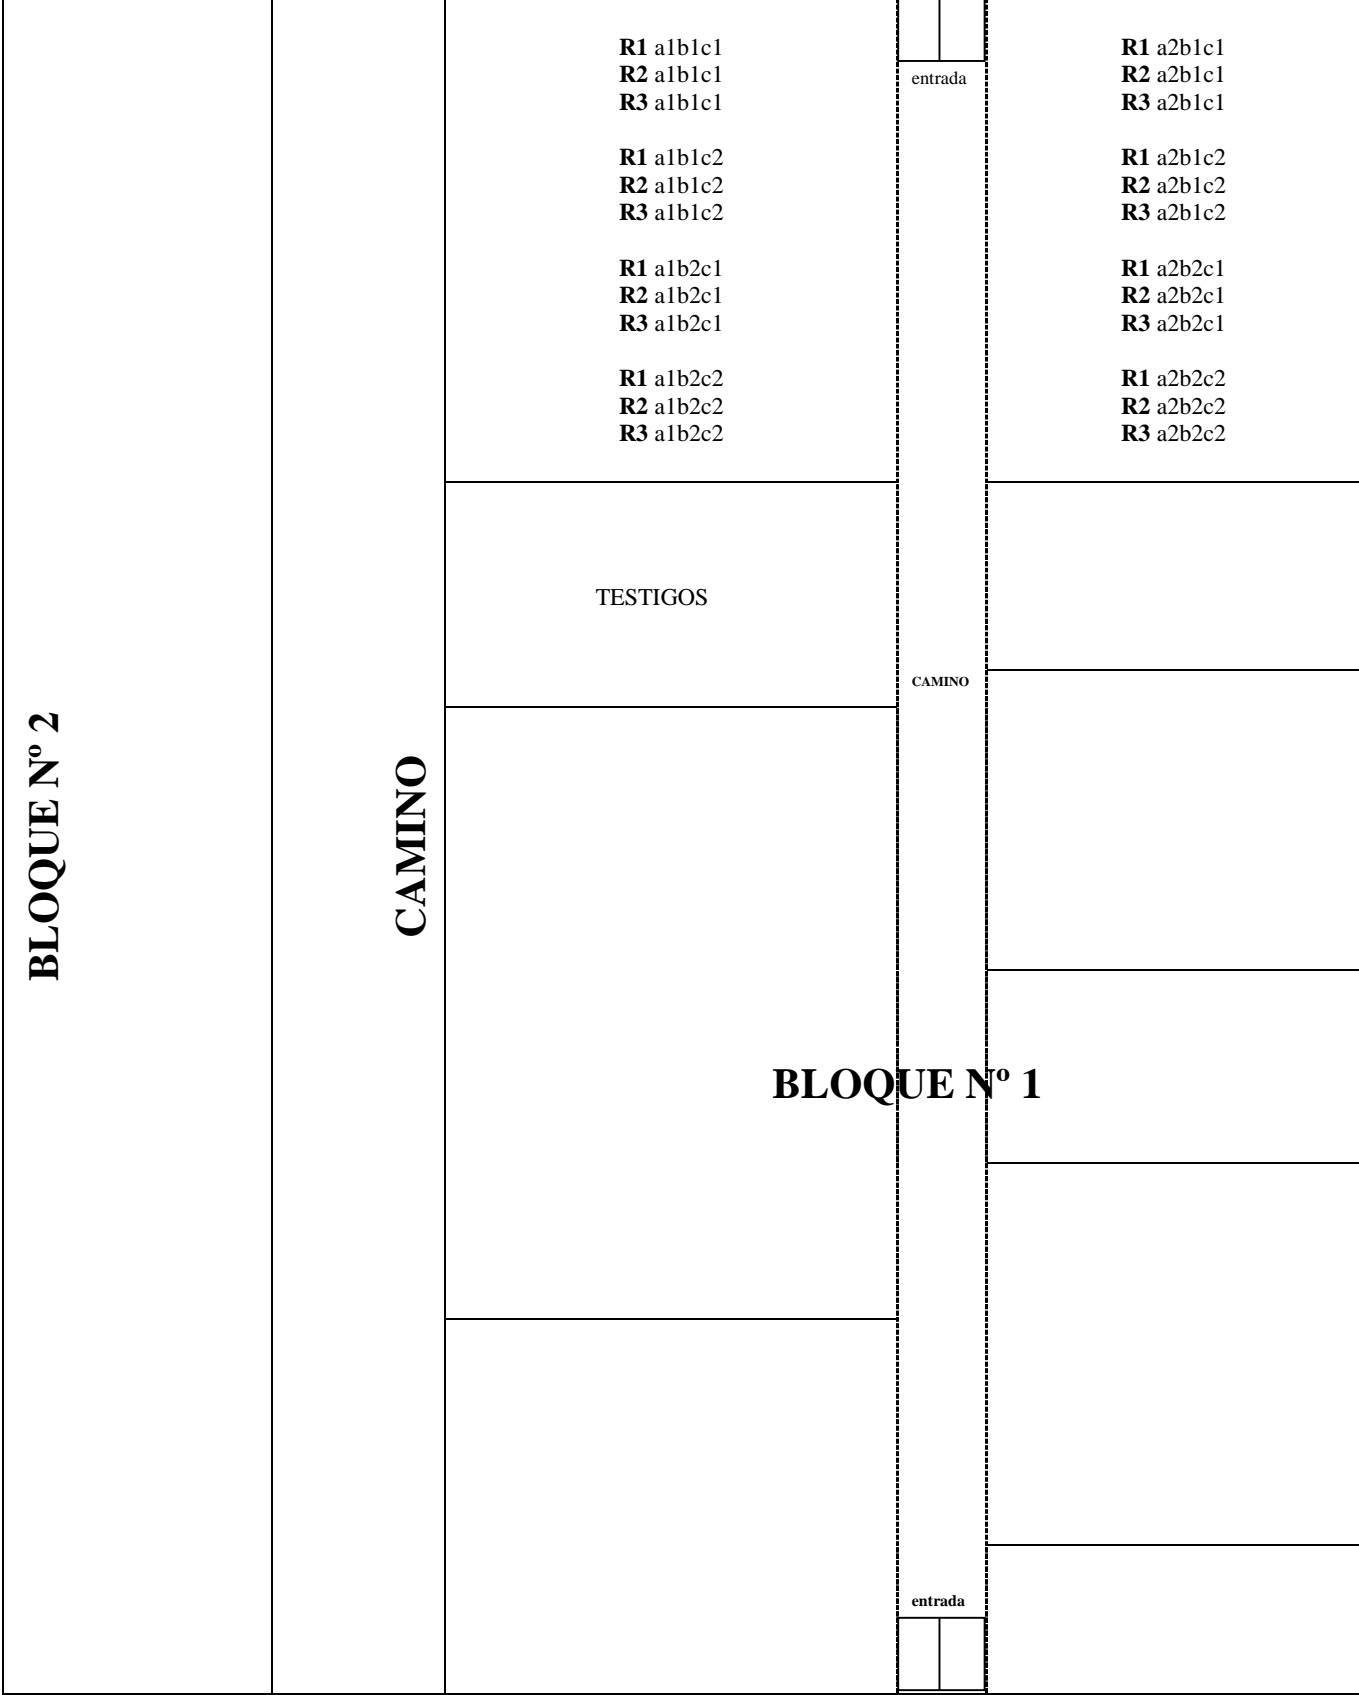 R1 a1b1c1
R2 a1b1c1
R3 a1b1c1
R1 a1b1c2
R2 a1b1c2
R3 a1b1c2
R1 a1b2c1
R2 a1b2c1
R3 a1b2c1
R1 a1b2c2
R2 a1b2c2
R3 a1b2c2
entrada
R1 a2b1c1
R2 a2b1c1
R3 a2b1c1
R1 a2b1c2
R2 a2b1c2
R3 a2b1c2
R1 a2b2c1
R2 a2b2c1
R3 a2b2c1
R1 a2b2c2
R2 a2b2c2
R3 a2b2c2
TESTIGOS
CAMINO
BLOQUE Nº 2
CAMINO
BLOQUE Nº 1
entrada